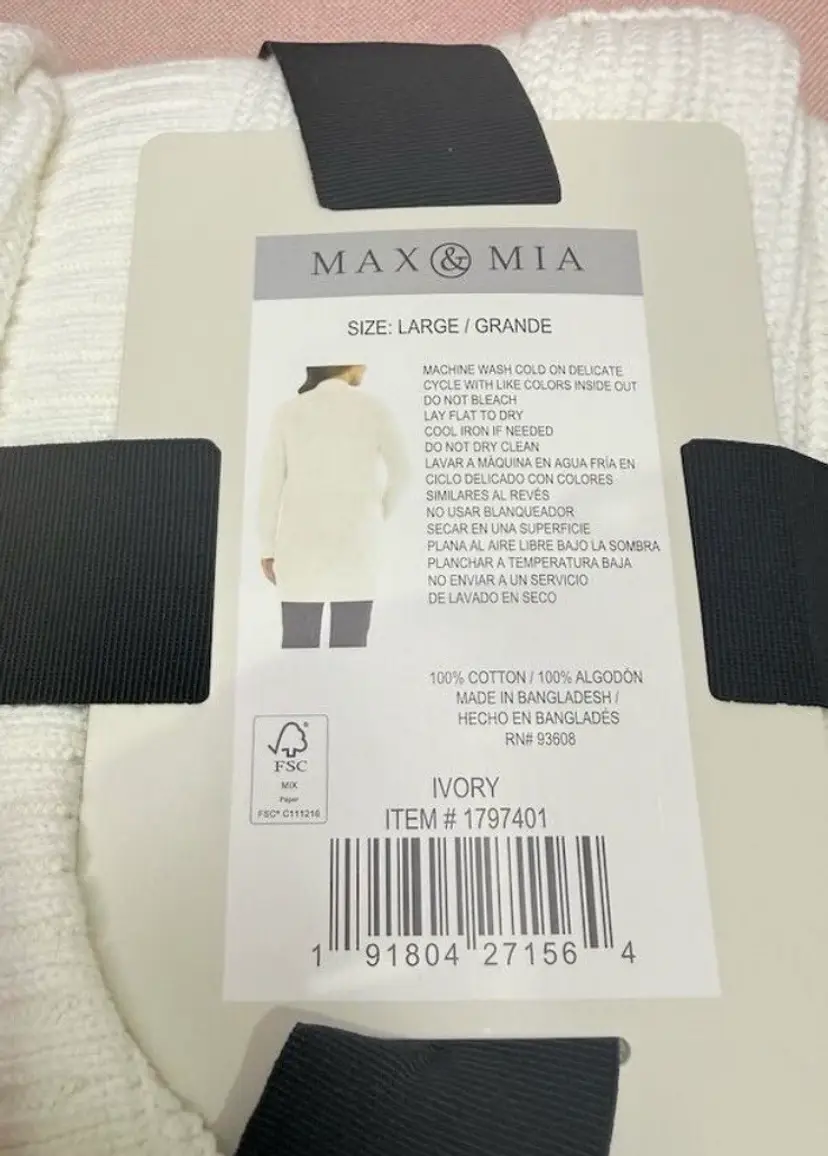 MAX & MIA
SIZE: LARGE / GRANDE
MACHINE WASH COLD ON DELICATE
CYCLE WITH LIKE COLORS INSIDE OUT
DO NOT BLEACH
LAY FLAT TO DRY
COOL IRON IF NEEDED
DO NOT DRY CLEAN
LAVAR A MÁQUINA EN AGUA FRÍA EN
CICLO DELICADO CON COLORES
SIMILARES AL REVÉS
NO USAR BLANQUEADOR
SECAR EN UNA SUPERFICIE
PLANA AL AIRE LIBRE BAJO LA SOMBRA
PLANCHAR A TEMPERATURA BAJA
NO ENVIAR A UN SERVICIO
DE LAVADO EN SECO
100% COTTON / 100% ALGODÓN
MADE IN BANGLADESH /
HECHO EN BANGLADÉS
RN# 93608
FSC
MIX
Paper
FSC® C111216
IVORY
ITEM # 1797401
1 91804 27156 4